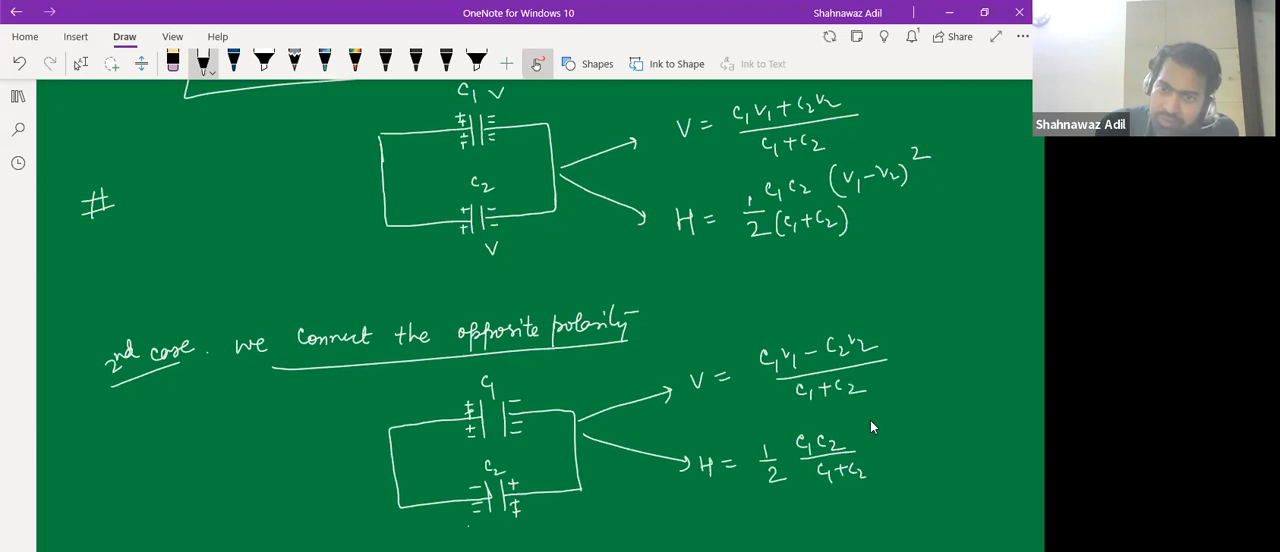 OneNote for Windows 10
Shahnawaz Adil
Home Insert Draw View Help
Share
Shapes Ink to Shape Ink to Text
Shahnawaz Adil
C1 V
V = C1V1 + C2V2 / C1 + C2
#
C2
V
H = 1/2 C1C2 / (C1 + C2) (V1 - V2)^2
2nd case. We connect the opposite polarity-
C1
V = C1V1 - C2V2 / C1 + C2
C2
H = 1/2 C1C2 / C1 + C2